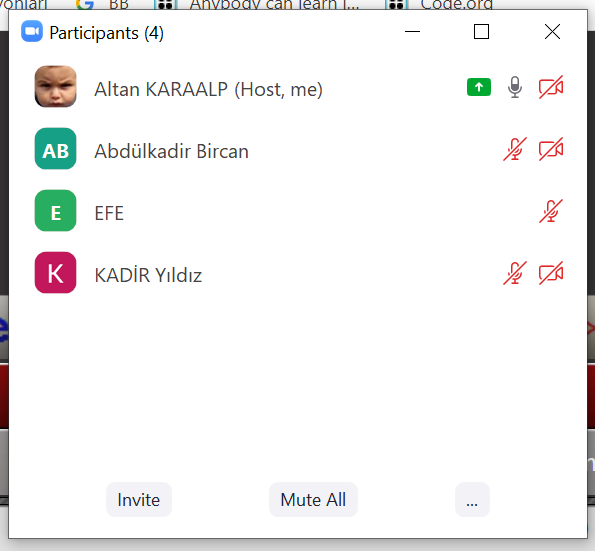 BB
Anybody can learn
Code.org
Participants (4)
Altan KARAALP (Host, me)
AB
Abdülkadir Bircan
E
EFE
K
KADİR Yıldız
Invite
Mute All
...